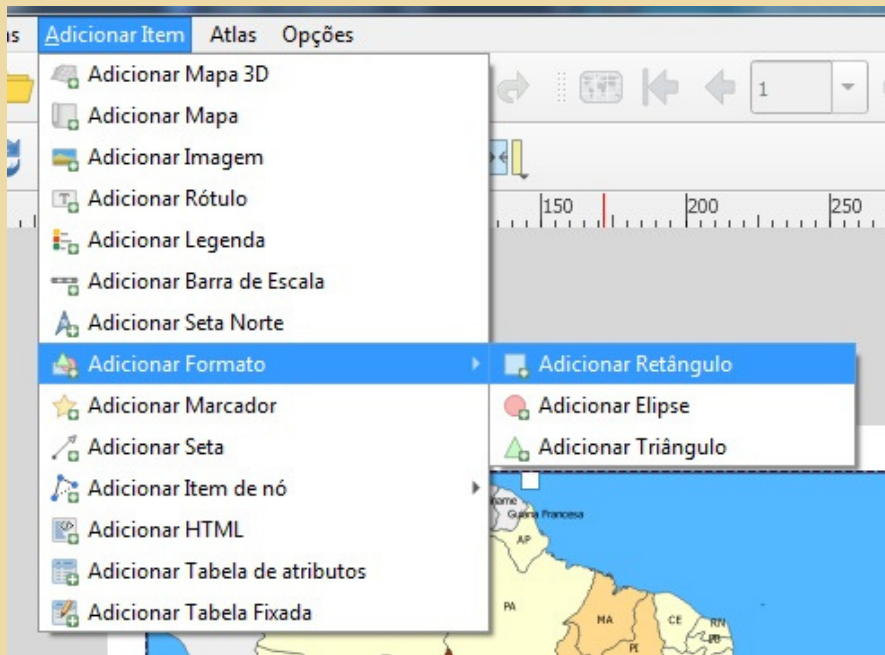 Adicionar Item Atlas Opções
Adicionar Mapa 3D
Adicionar Mapa
1
Adicionar Imagem
Adicionar Rótulo
150 200 250
Adicionar Legenda
Adicionar Barra de Escala
Adicionar Seta Norte
Adicionar Formato
Adicionar Retângulo
Adicionar Marcador
Adicionar Elipse
Adicionar Seta
Adicionar Triângulo
Adicionar Item de nó
Adicionar HTML
Adicionar Tabela de atributos
Adicionar Tabela Fixada
Guiana Francesa
AP
PA
MA
CE
RN
PB
PI